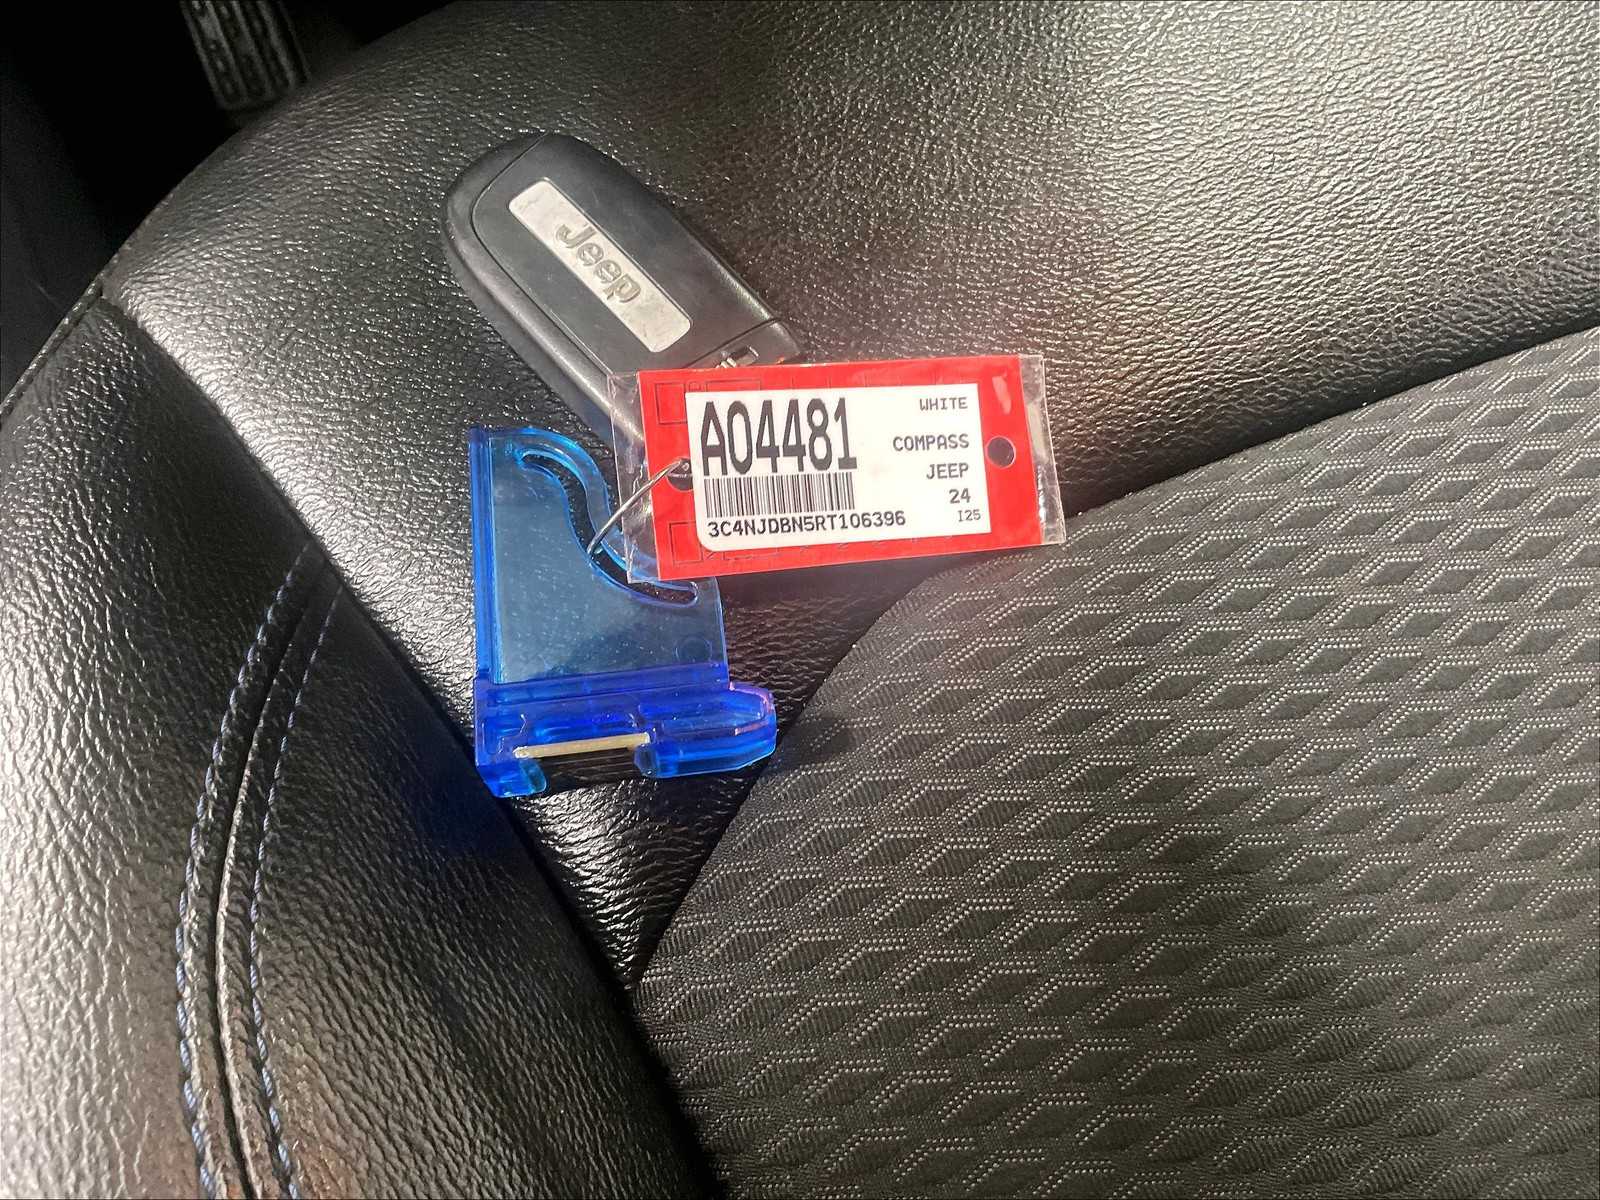 Jeep
A04481
WHITE
COMPASS
JEEP
24
3C4NJDBN5RT106396
I25